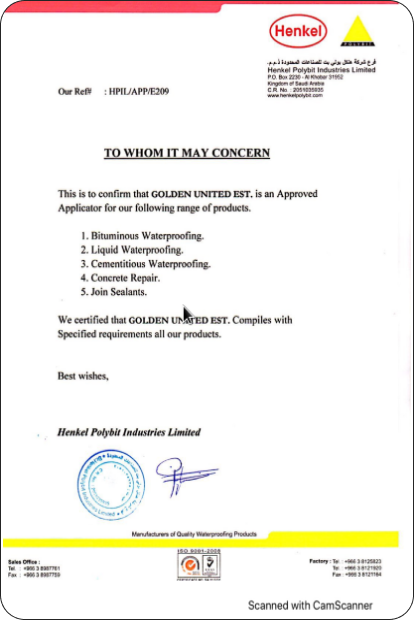 Henkel
POLYBIT
فرع شركة هنكل بولي بت للصناعات المحدودة ذ.م.م.
Henkel Polybit Industries Limited
P.O. Box 2230 - Al Khobar 31952
Kingdom of Saudi Arabia
C.R. No. : 2051035935
www.henkelpolybit.com
Our Ref# : HPIL/APP/E209
TO WHOM IT MAY CONCERN
This is to confirm that GOLDEN UNITED EST. is an Approved
Applicator for our following range of products.
1. Bituminous Waterproofing.
2. Liquid Waterproofing.
3. Cementitious Waterproofing.
4. Concrete Repair.
5. Join Sealants.
We certified that GOLDEN UNITED EST. Compiles with
Specified requirements all our products.
Best wishes,
Henkel Polybit Industries Limited
Manufacturers of Quality Waterproofing Products
ISO 9001-2008
Sales Office :
Tel : +966 3 8987761
Fax : +966 3 8987759
Factory : Tel : +966 3 8125823
Tel : +966 3 8121920
Fax : +966 3 8121164
Scanned with CamScanner